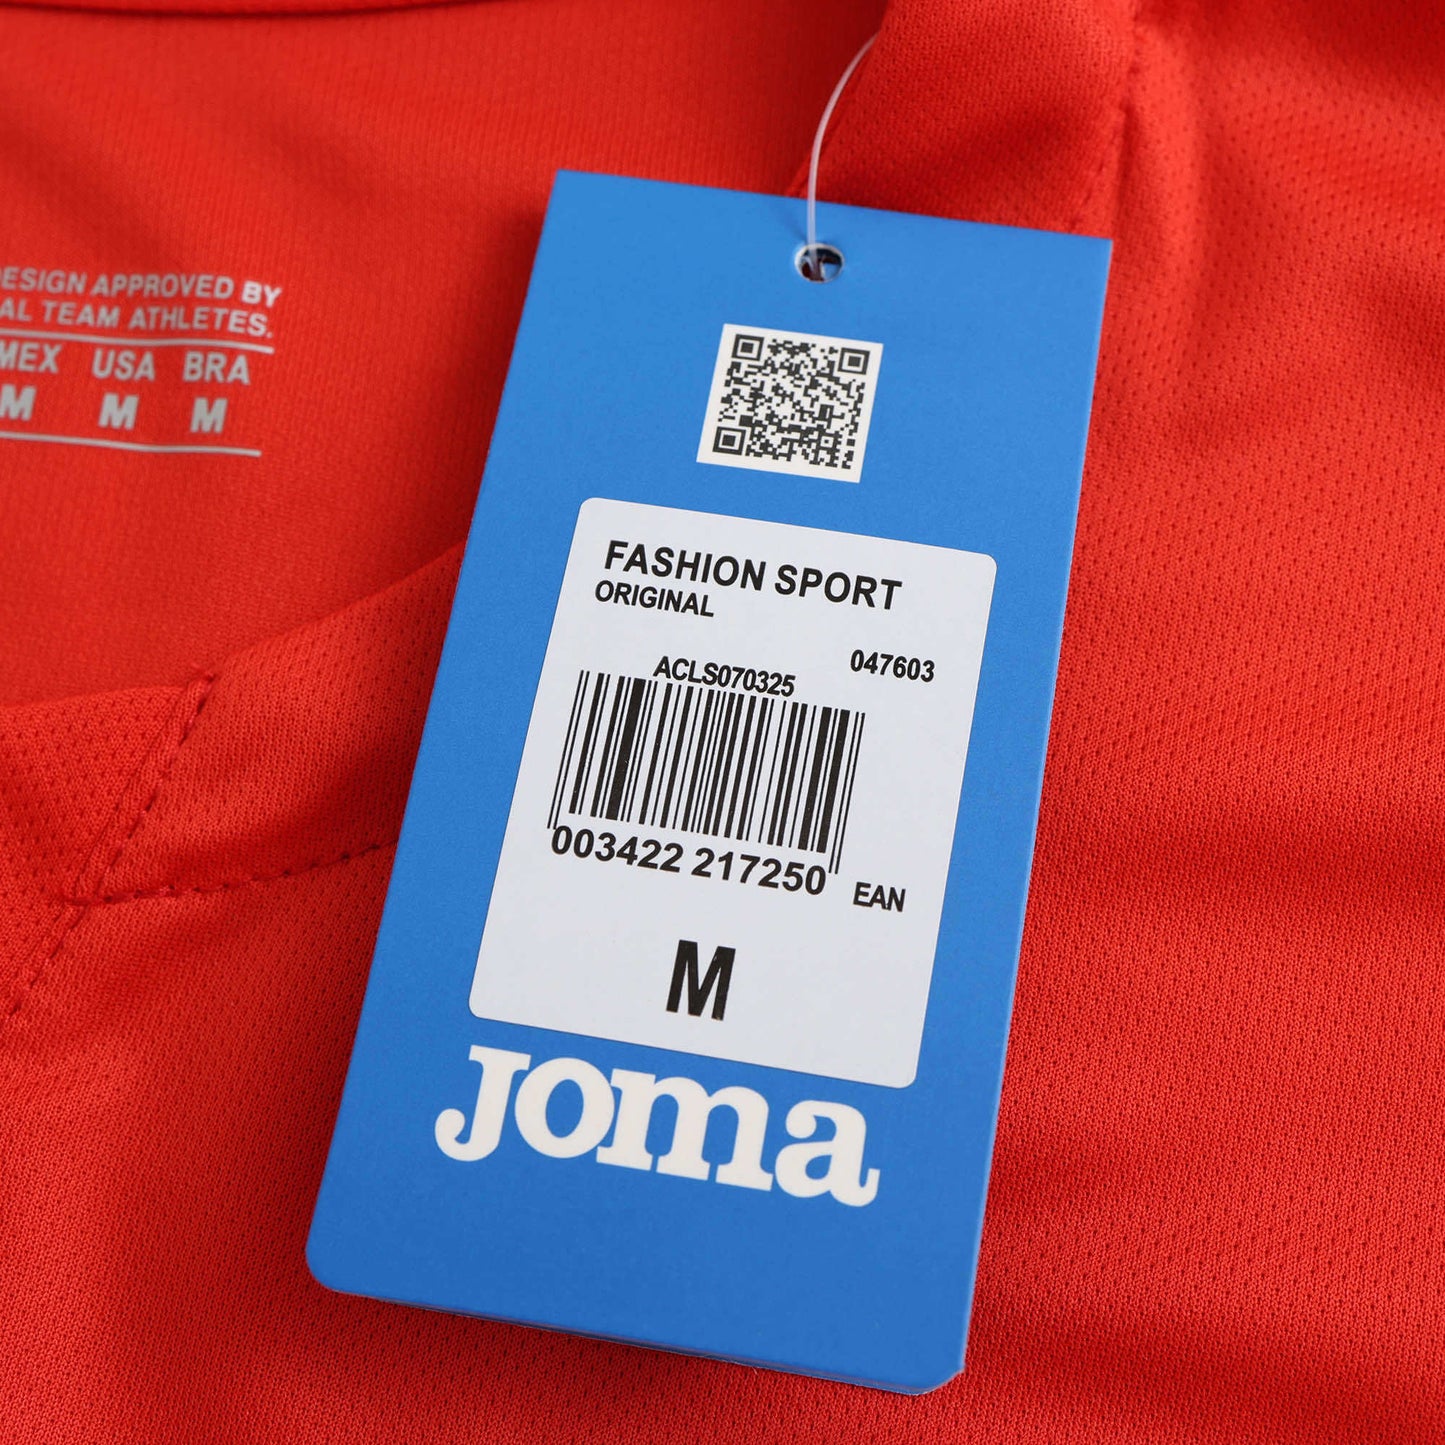 ESIGN APPROVED BY
AL TEAM ATHLETES.
MEX USA BRA
M M M
FASHION SPORT
ORIGINAL
047603
ACLS070325
003422 217250
EAN
M
Joma